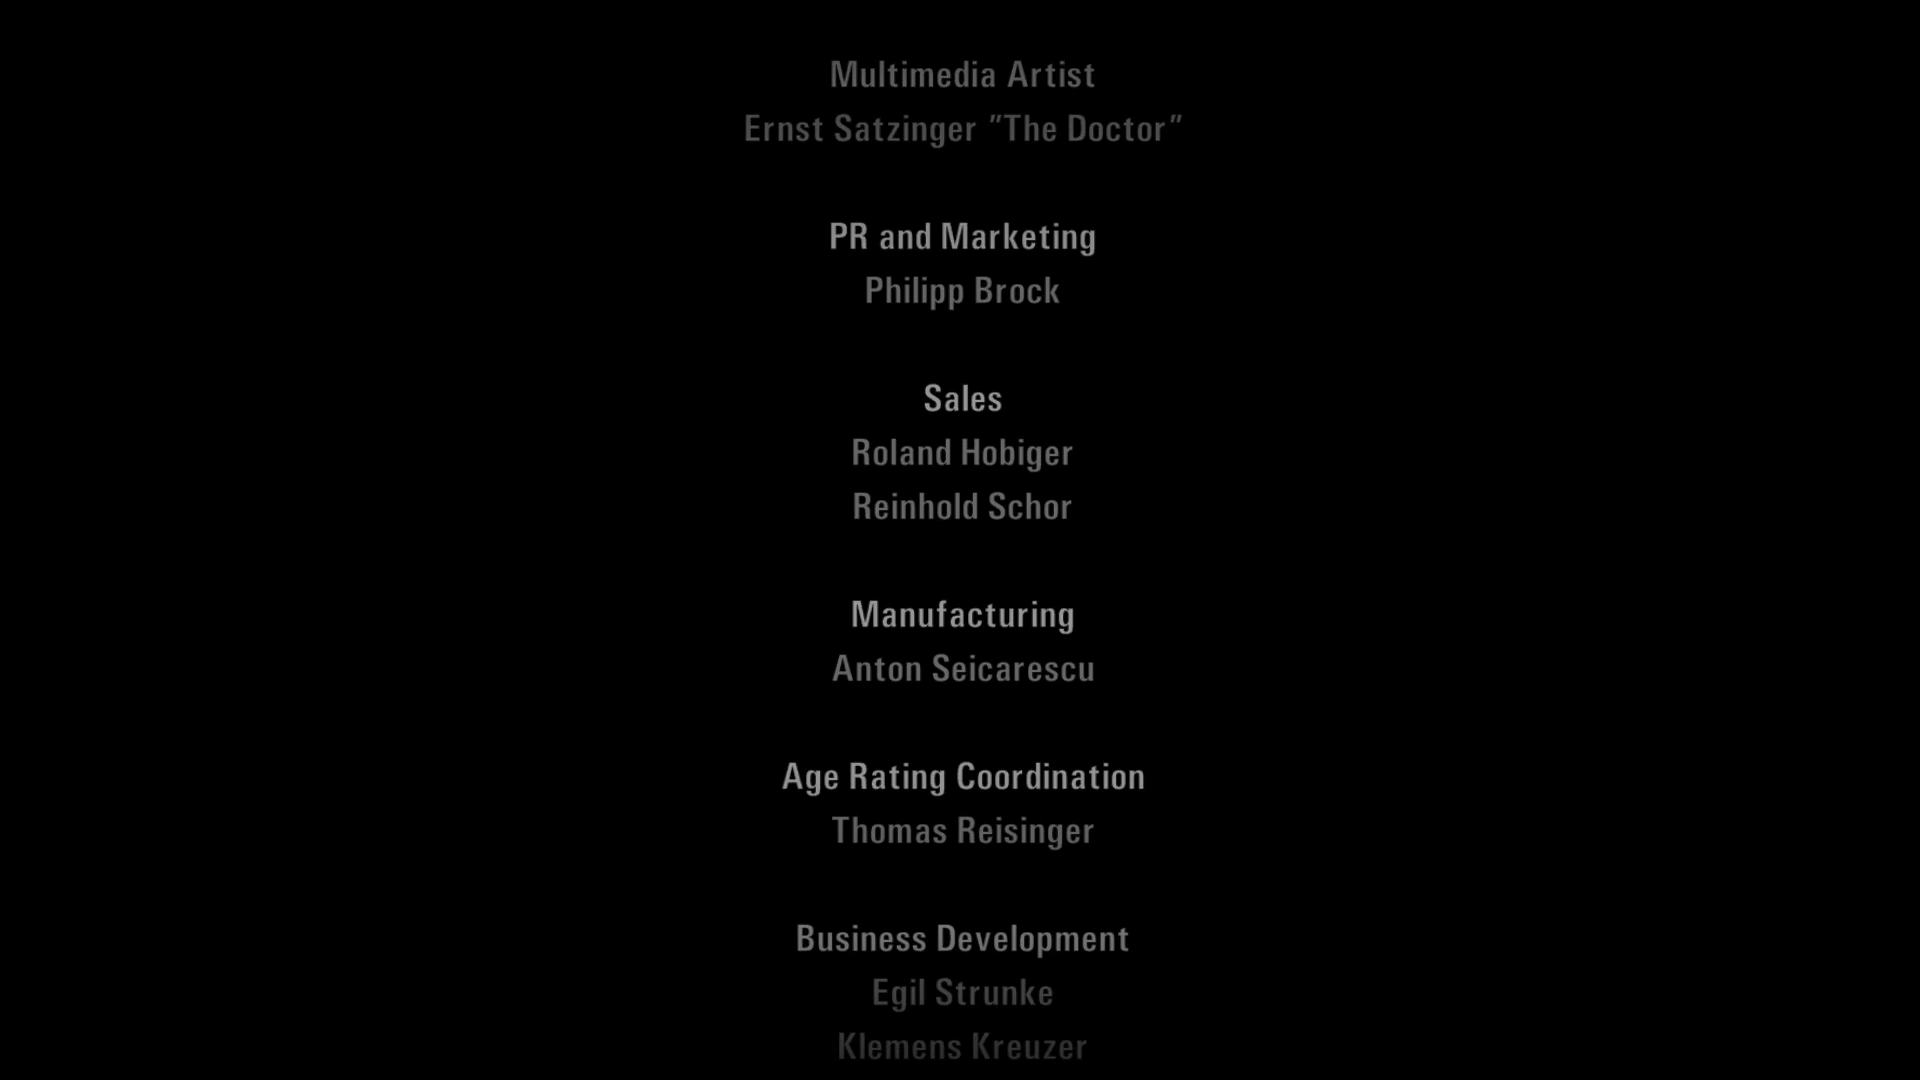 Multimedia Artist
Ernst Satzinger "The Doctor"
PR and Marketing
Philipp Brock
Sales
Roland Hobiger
Reinhold Schor
Manufacturing
Anton Seicarescu
Age Rating Coordination
Thomas Reisinger
Business Development
Egil Strunke
Klemens Kreuzer